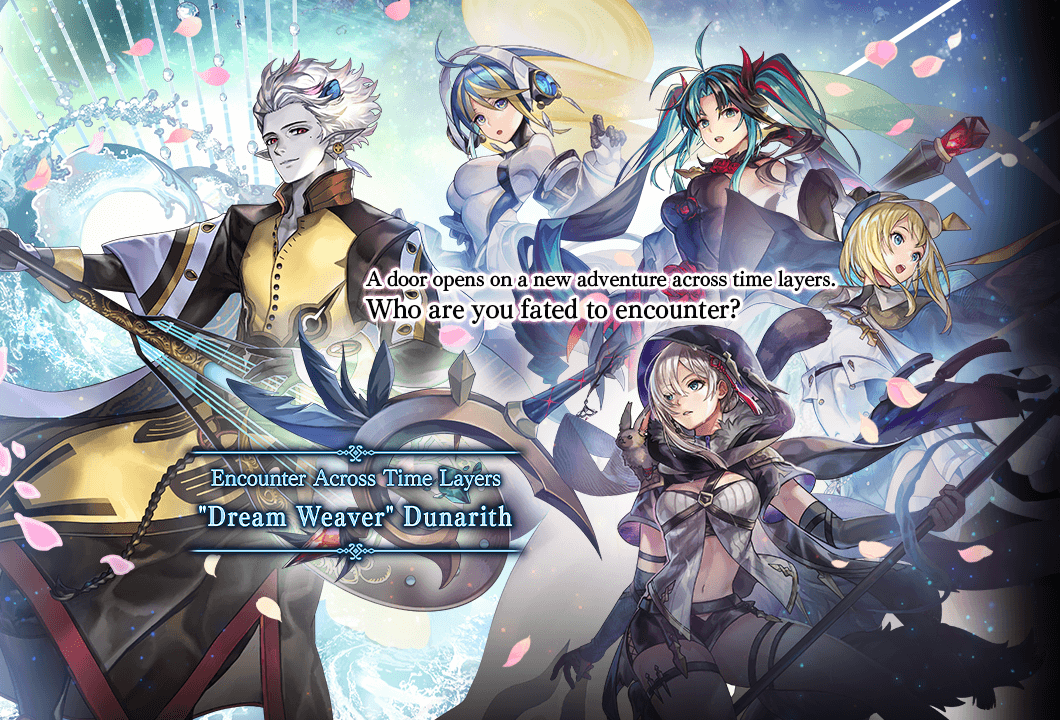 A door opens on a new adventure across time layers.
Who are you fated to encounter?
Encounter Across Time Layers
"Dream Weaver" Dunarith